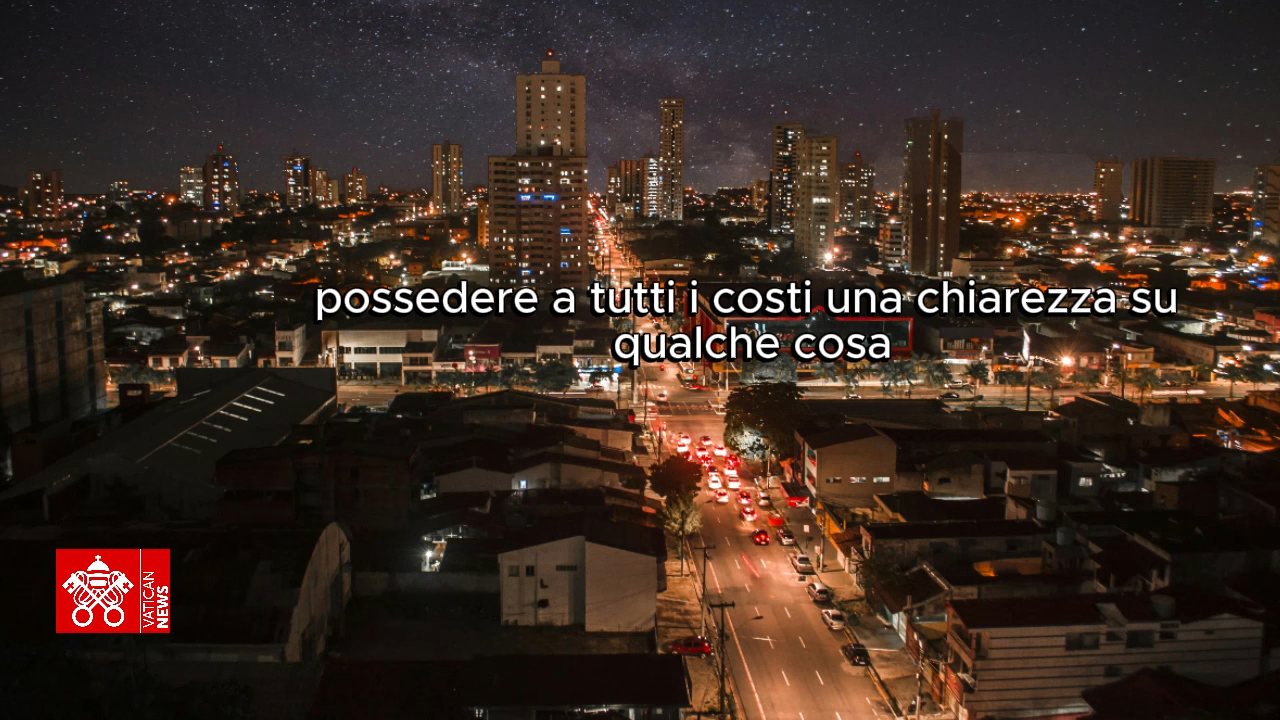 possedere a tutti i costi una chiarezza su
qualche cosa
VATICAN
NEWS